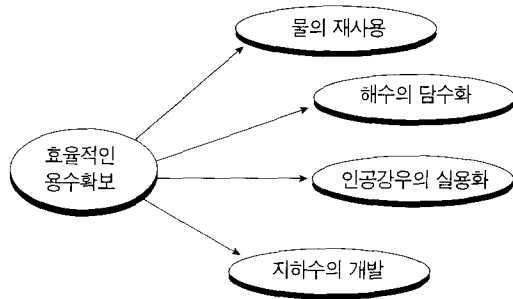 물의 재사용
해수의 담수화
효율적인
용수확보
인공강우의 실용화
지하수의 개발